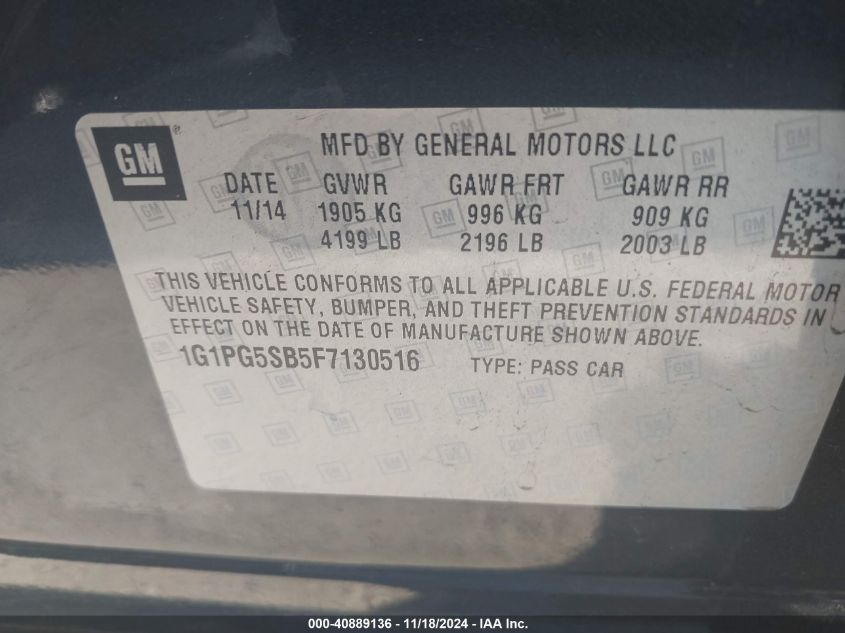 GM ® MFD BY GENERAL MOTORS LLC
DATE GVWR GAWR FRT GAWR RR
11/14 1905 KG 996 KG 909 KG
4199 LB 2196 LB 2003 LB
THIS VEHICLE CONFORMS TO ALL APPLICABLE U.S. FEDERAL MOTOR
VEHICLE SAFETY, BUMPER, AND THEFT PREVENTION STANDARDS IN
EFFECT ON THE DATE OF MANUFACTURE SHOWN ABOVE.
1G1PG5SB5F7130516 TYPE: PASS CAR
000-40889136 - 11/18/2024 - IAA Inc.